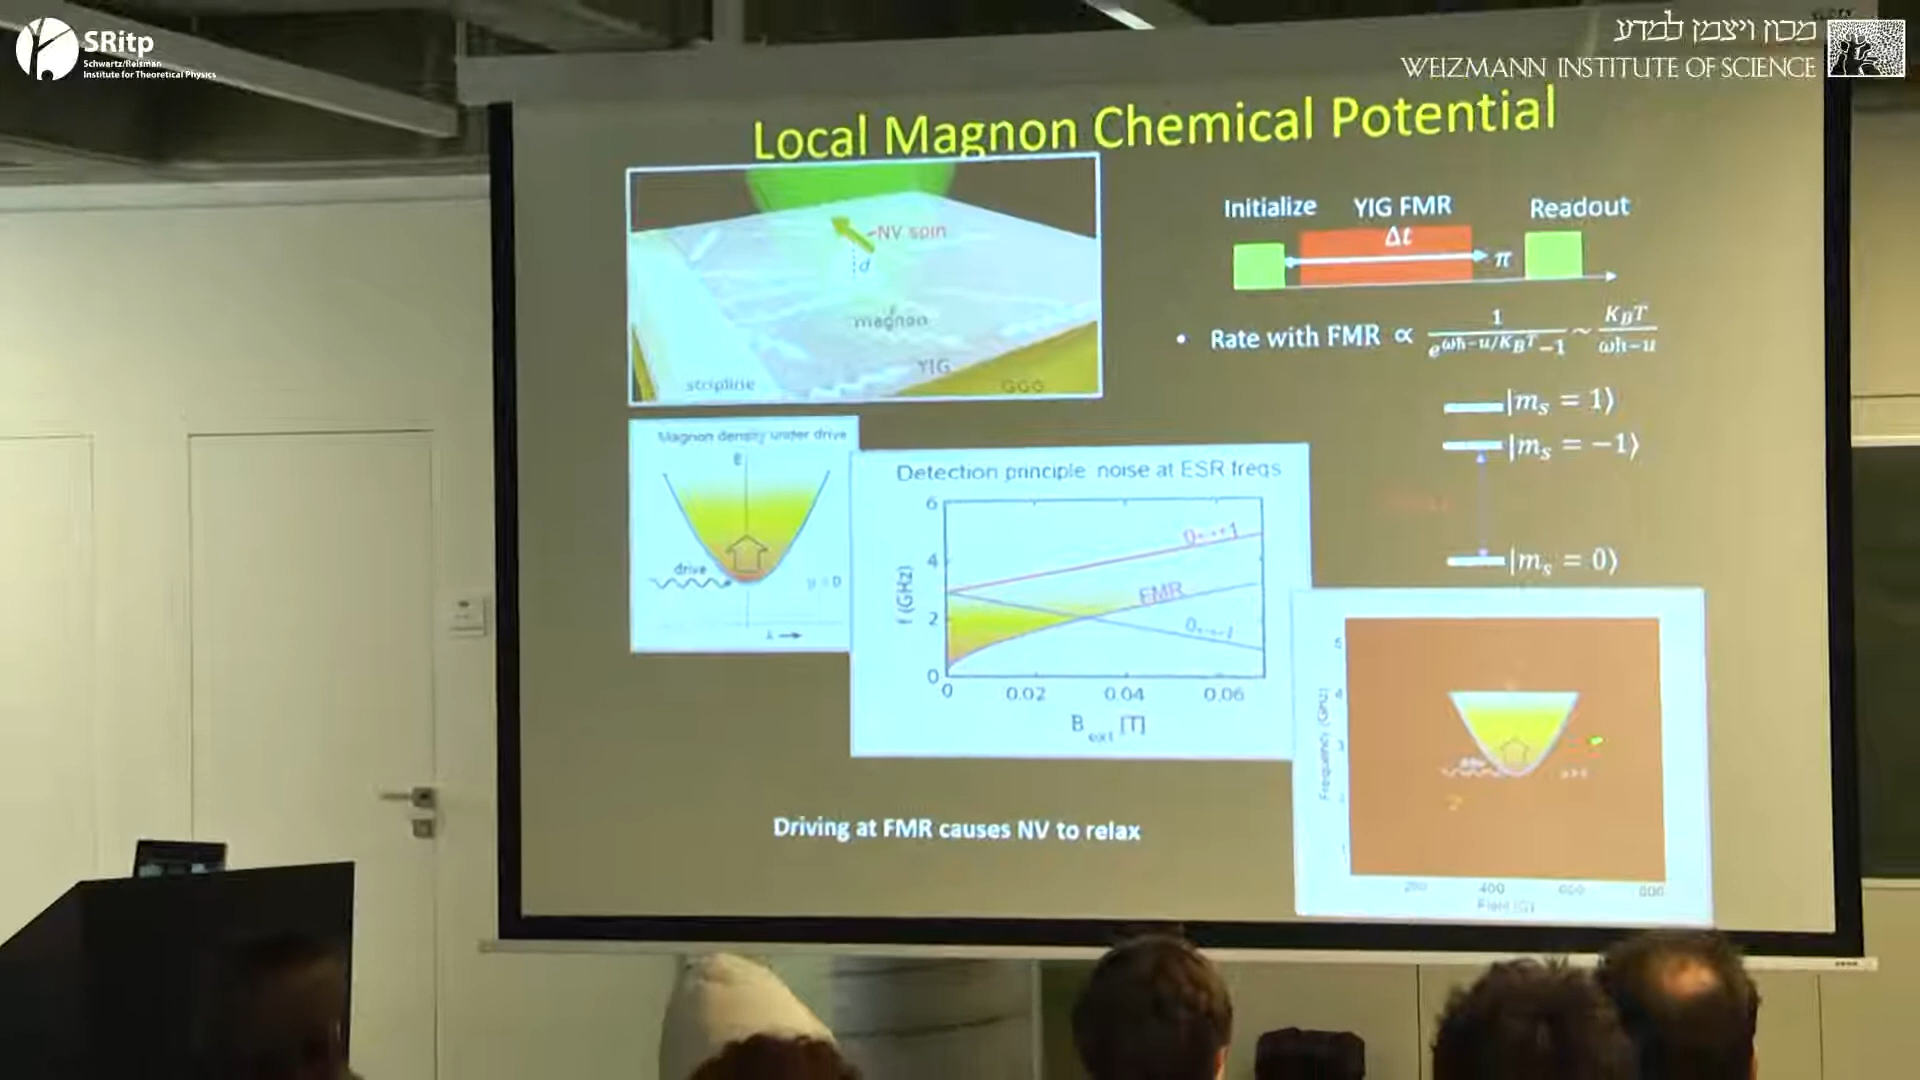 SRitp
Schwartz/Reisman
Institute for Theoretical Physics
מכון ויצמן למדע
WEIZMANN INSTITUTE OF SCIENCE
Local Magnon Chemical Potential
NV spin
d
magnon
YIG
stripline
GGG
Initialize YIG FMR Readout
Δt
π
• Rate with FMR ∝ 1 / e^{ωħ−u/K_BT}−1 ~ K_BT / ωħ−u
|m_s = 1⟩
|m_s = −1⟩
|m_s = 0⟩
Magnon density under drive
E
drive
μ = 0
k
Detection principle noise at ESR freqs
f (GHz)
6
4
2
0
0↔+1
FMR
0↔-1
0 0.02 0.04 0.06
B_ext [T]
Driving at FMR causes NV to relax
Frequency (GHz)
5
4
3
1
200 400 600 800
Field (G)